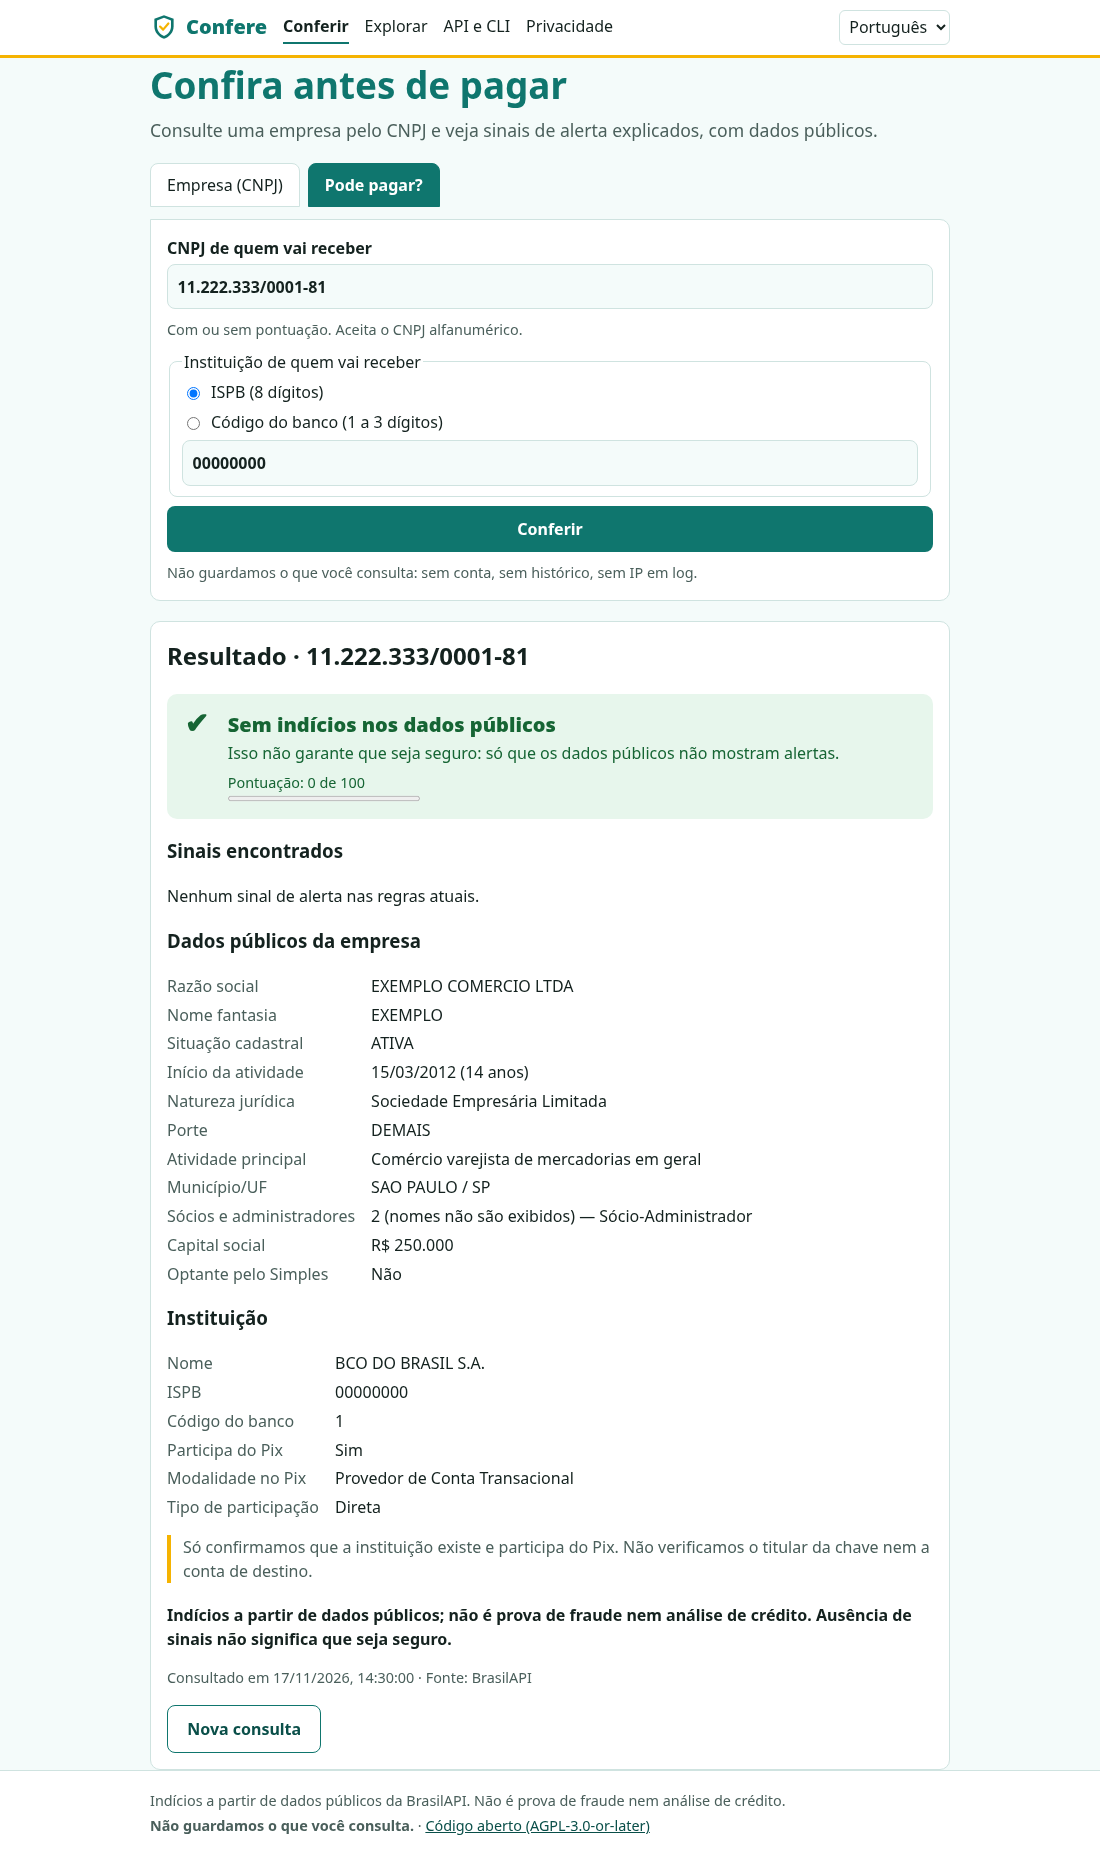 Confere Conferir Explorar API e CLI Privacidade Português
Confira antes de pagar
Consulte uma empresa pelo CNPJ e veja sinais de alerta explicados, com dados públicos.
Empresa (CNPJ) Pode pagar?
CNPJ de quem vai receber
11.222.333/0001-81
Com ou sem pontuação. Aceita o CNPJ alfanumérico.
Instituição de quem vai receber
ISPB (8 dígitos)
Código do banco (1 a 3 dígitos)
00000000
Conferir
Não guardamos o que você consulta: sem conta, sem histórico, sem IP em log.
Resultado · 11.222.333/0001-81
✔ Sem indícios nos dados públicos
Isso não garante que seja seguro: só que os dados públicos não mostram alertas.
Pontuação: 0 de 100
Sinais encontrados
Nenhum sinal de alerta nas regras atuais.
Dados públicos da empresa
Razão social EXEMPLO COMERCIO LTDA
Nome fantasia EXEMPLO
Situação cadastral ATIVA
Início da atividade 15/03/2012 (14 anos)
Natureza jurídica Sociedade Empresária Limitada
Porte DEMAIS
Atividade principal Comércio varejista de mercadorias em geral
Município/UF SAO PAULO / SP
Sócios e administradores 2 (nomes não são exibidos) — Sócio-Administrador
Capital social R$ 250.000
Optante pelo Simples Não
Instituição
Nome BCO DO BRASIL S.A.
ISPB 00000000
Código do banco 1
Participa do Pix Sim
Modalidade no Pix Provedor de Conta Transacional
Tipo de participação Direta
Só confirmamos que a instituição existe e participa do Pix. Não verificamos o titular da chave nem a
conta de destino.
Indícios a partir de dados públicos; não é prova de fraude nem análise de crédito. Ausência de
sinais não significa que seja seguro.
Consultado em 17/11/2026, 14:30:00 · Fonte: BrasilAPI
Nova consulta
Indícios a partir de dados públicos da BrasilAPI. Não é prova de fraude nem análise de crédito.
Não guardamos o que você consulta. · Código aberto (AGPL-3.0-or-later)